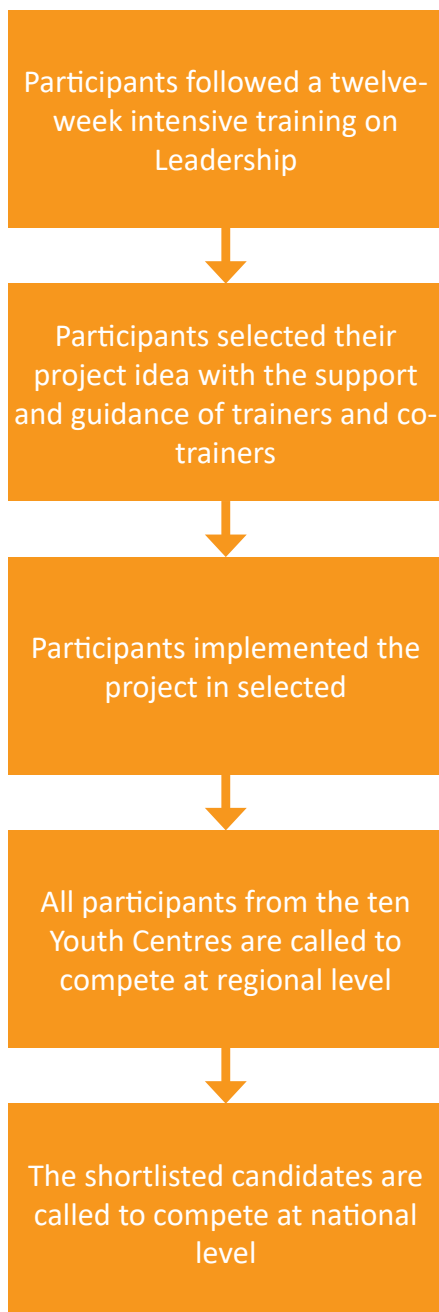 Participants followed a twelve-
week intensive training on
Leadership
Participants selected their
project idea with the support
and guidance of trainers and co-
trainers
Participants implemented the
project in selected
All participants from the ten
Youth Centres are called to
compete at regional level
The shortlisted candidates are
called to compete at national
level